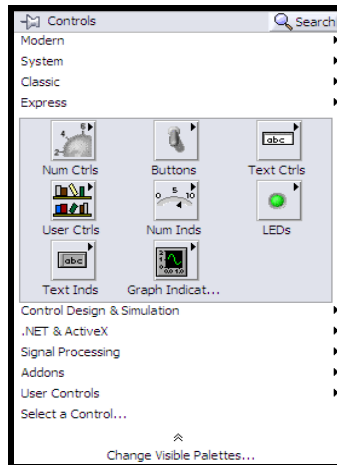 Controls Search
Modern
System
Classic
Express
Num Ctrls Buttons Text Ctrls
User Ctrls Num Inds LEDs
Text Inds Graph Indicat...
Control Design & Simulation
.NET & ActiveX
Signal Processing
Addons
User Controls
Select a Control...
Change Visible Palettes...